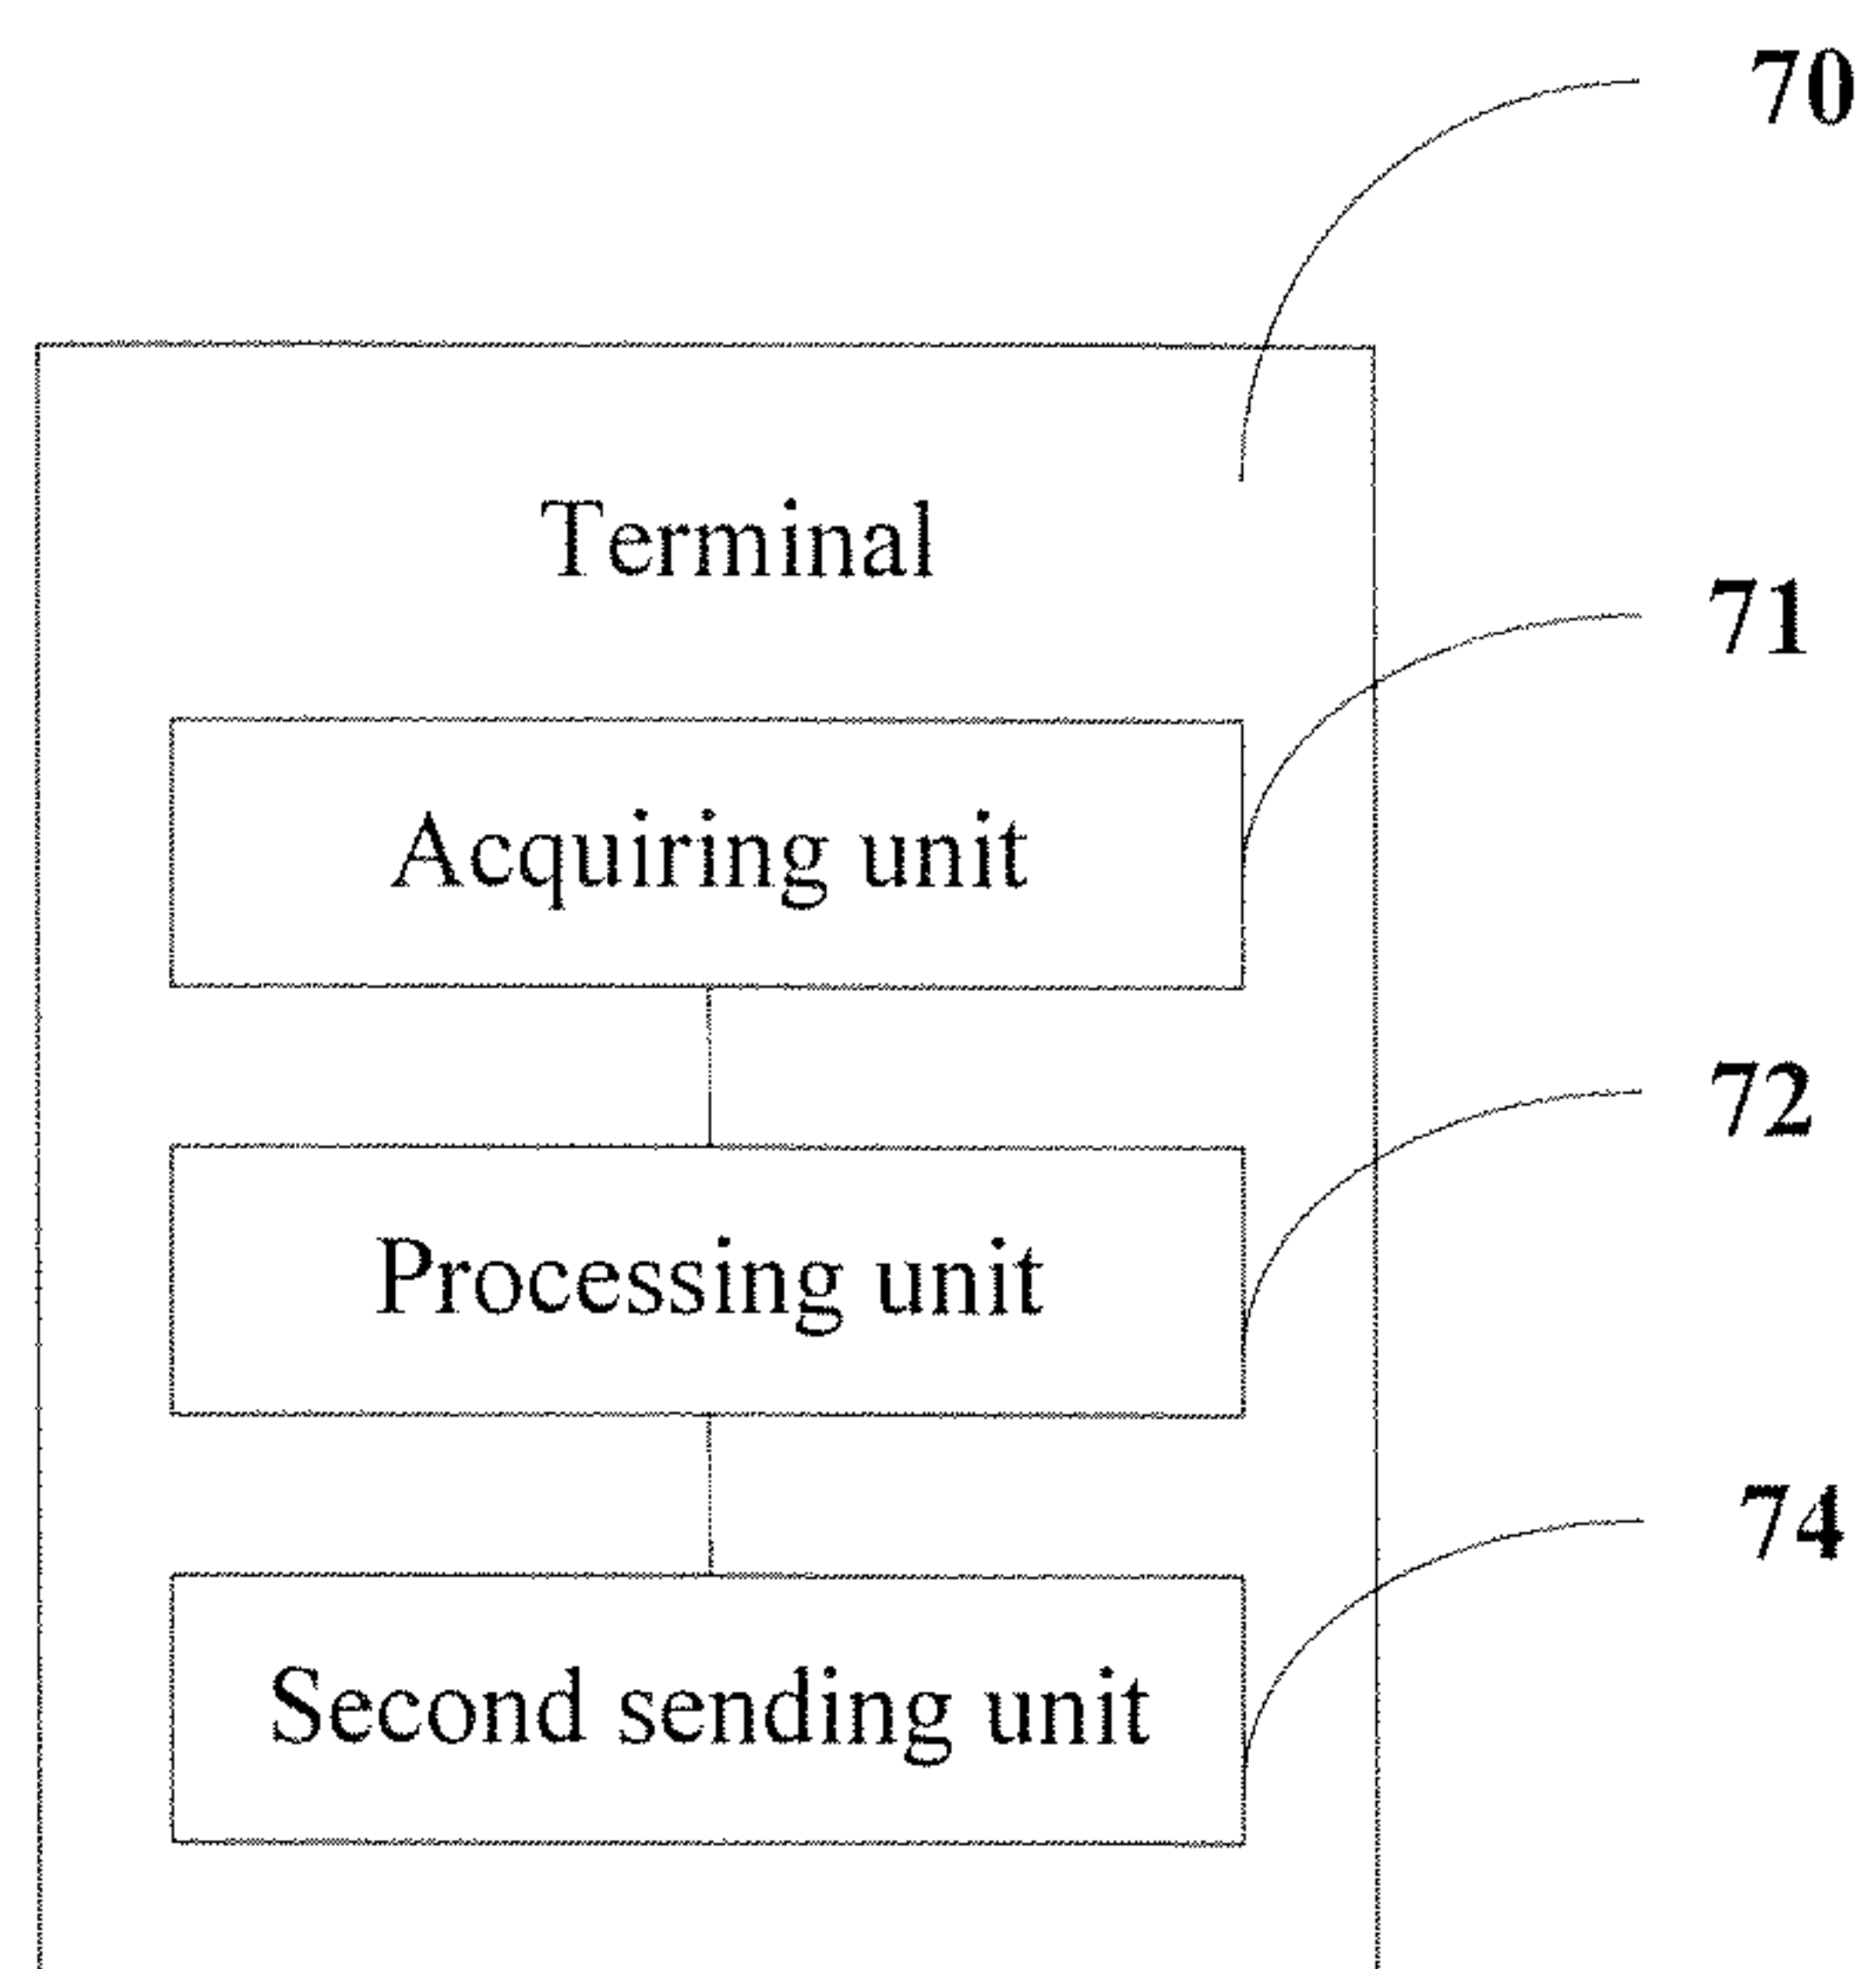 70
Terminal
71
Acquiring unit
72
Processing unit
74
Second sending unit